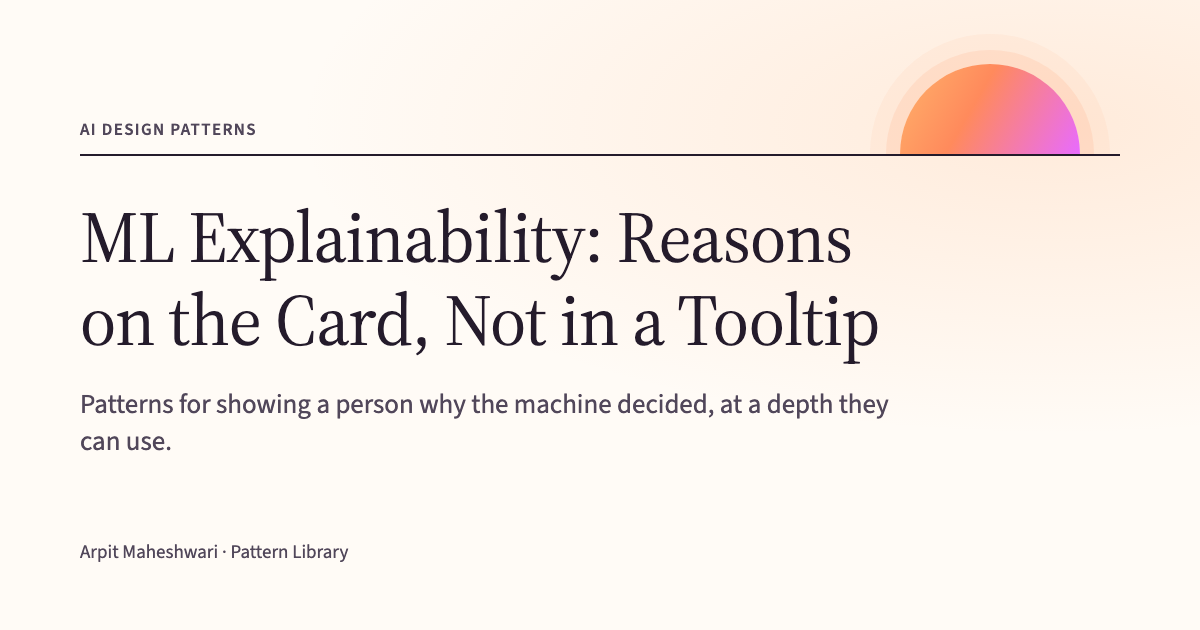 AI DESIGN PATTERNS
ML Explainability: Reasons
on the Card, Not in a Tooltip
Patterns for showing a person why the machine decided, at a depth they
can use.
Arpit Maheshwari · Pattern Library